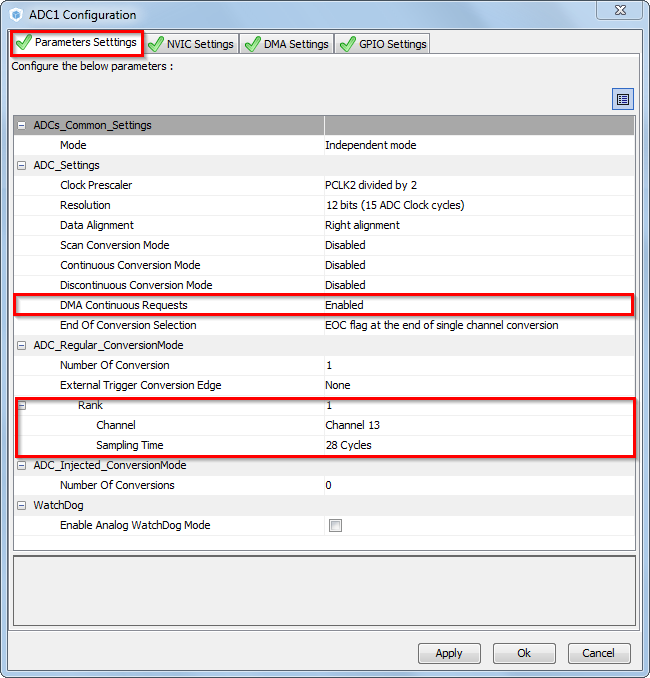 ADC1 Configuration
Parameters Setttings NVIC Settings DMA Settings GPIO Settings
Configure the below parameters :
ADCs_Common_Settings
Mode Independent mode
ADC_Settings
Clock Prescaler PCLK2 divided by 2
Resolution 12 bits (15 ADC Clock cycles)
Data Alignment Right alignment
Scan Conversion Mode Disabled
Continuous Conversion Mode Disabled
Discontinuous Conversion Mode Disabled
DMA Continuous Requests Enabled
End Of Conversion Selection EOC flag at the end of single channel conversion
ADC_Regular_ConversionMode
Number Of Conversion 1
External Trigger Conversion Edge None
Rank 1
Channel Channel 13
Sampling Time 28 Cycles
ADC_Injected_ConversionMode
Number Of Conversions 0
WatchDog
Enable Analog WatchDog Mode
Apply Ok Cancel